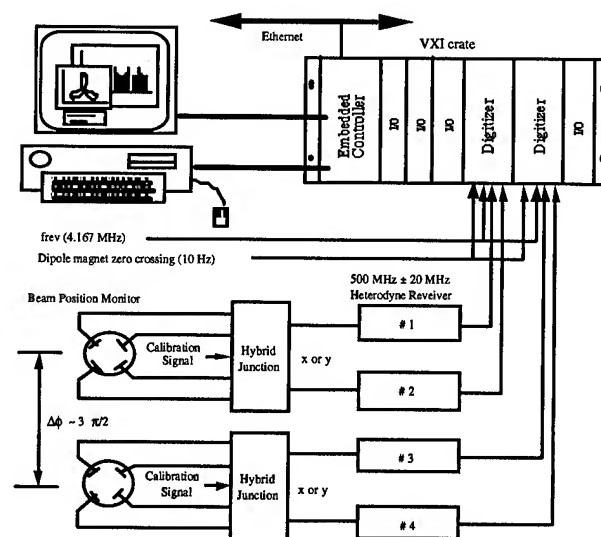 Ethernet
VXI crate
Embedded
Controller
I/O
I/O
I/O
Digitizer
Digitizer
I/O
frev (4.167 MHz)
Dipole magnet zero crossing (10 Hz)
500 MHz ± 20 MHz
Heterodyne Reveiver
Beam Position Monitor
Calibration
Signal
Hybrid
Junction
x or y
# 1
# 2
Δϕ ~ 3 π/2
Calibration
Signal
Hybrid
Junction
x or y
# 3
# 4